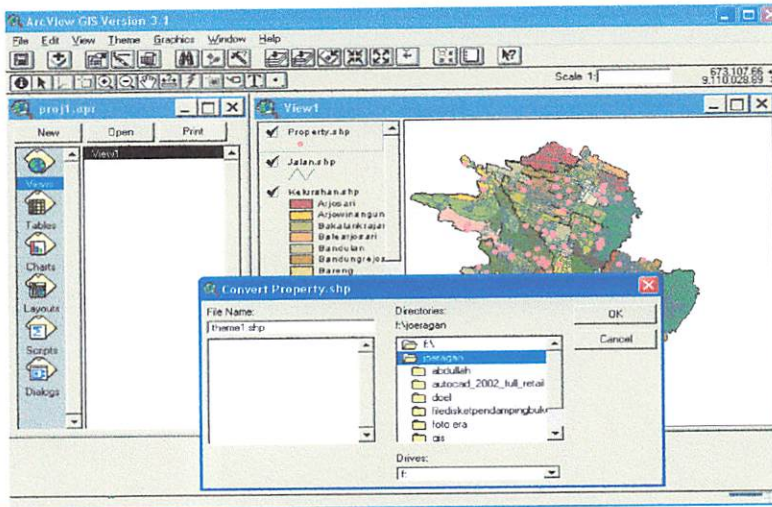 ArcView GIS Version 3.1
File Edit View Theme Graphics Window Help
Scale 1:
673,107.66
9,110,028.89
proj1.apr
New Open Print
View1
Views
Tables
Charts
Layouts
Scripts
Dialogs
View1
Property.shp
Jalan.shp
Kelurahan.shp
Arjosari
Arjowinangun
Bakalankrajan
Balearjosari
Bandulan
Bandungrejos
Bareng
Convert Property.shp
File Name:
theme1.shp
Directories:
f:\joeragan
f:\
joeragan
abdullah
autocad_2002_full_retail
doel
filedisketpendampingbuku
foto era
gis
Drives:
f:
OK
Cancel